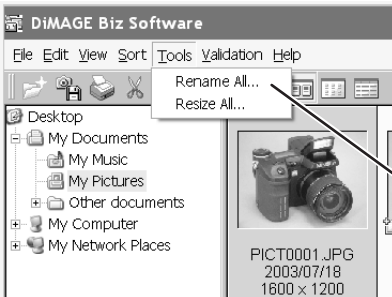 DiMAGE Biz Software
File Edit View Sort Tools Validation Help
Rename All...
Resize All...
Desktop
My Documents
My Music
My Pictures
Other documents
My Computer
My Network Places
PICT0001.JPG
2003/07/18
1600 × 1200